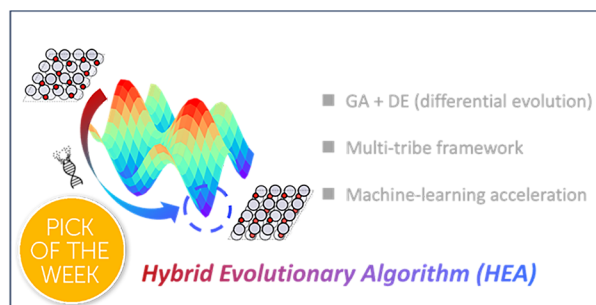 GA + DE (differential evolution)
Multi-tribe framework
Machine-learning acceleration
PICK
OF THE
WEEK
Hybrid Evolutionary Algorithm (HEA)